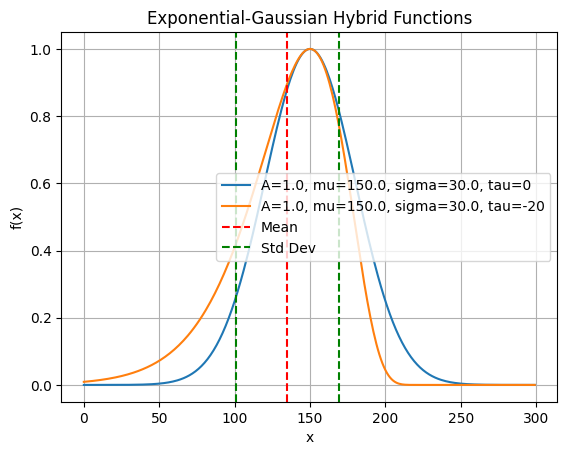 Exponential-Gaussian Hybrid Functions
f(x)
1.0
0.8
0.6
0.4
0.2
0.0
A=1.0, mu=150.0, sigma=30.0, tau=0
A=1.0, mu=150.0, sigma=30.0, tau=-20
Mean
Std Dev
0 50 100 150 200 250 300
x